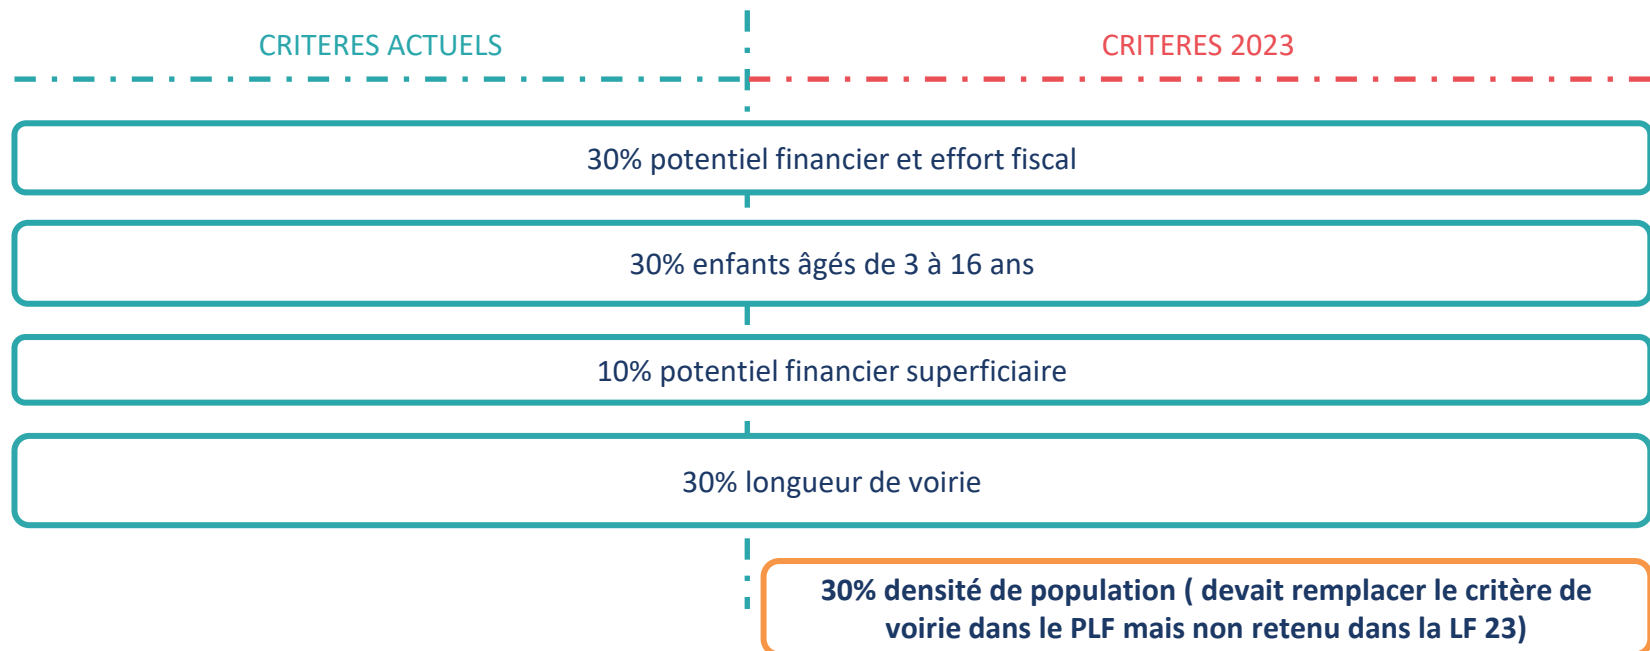 CRITERES ACTUELS
CRITERES 2023
30% potentiel financier et effort fiscal
30% enfants âgés de 3 à 16 ans
10% potentiel financier superficiaire
30% longueur de voirie
30% densité de population ( devait remplacer le critère de
voirie dans le PLF mais non retenu dans la LF 23)